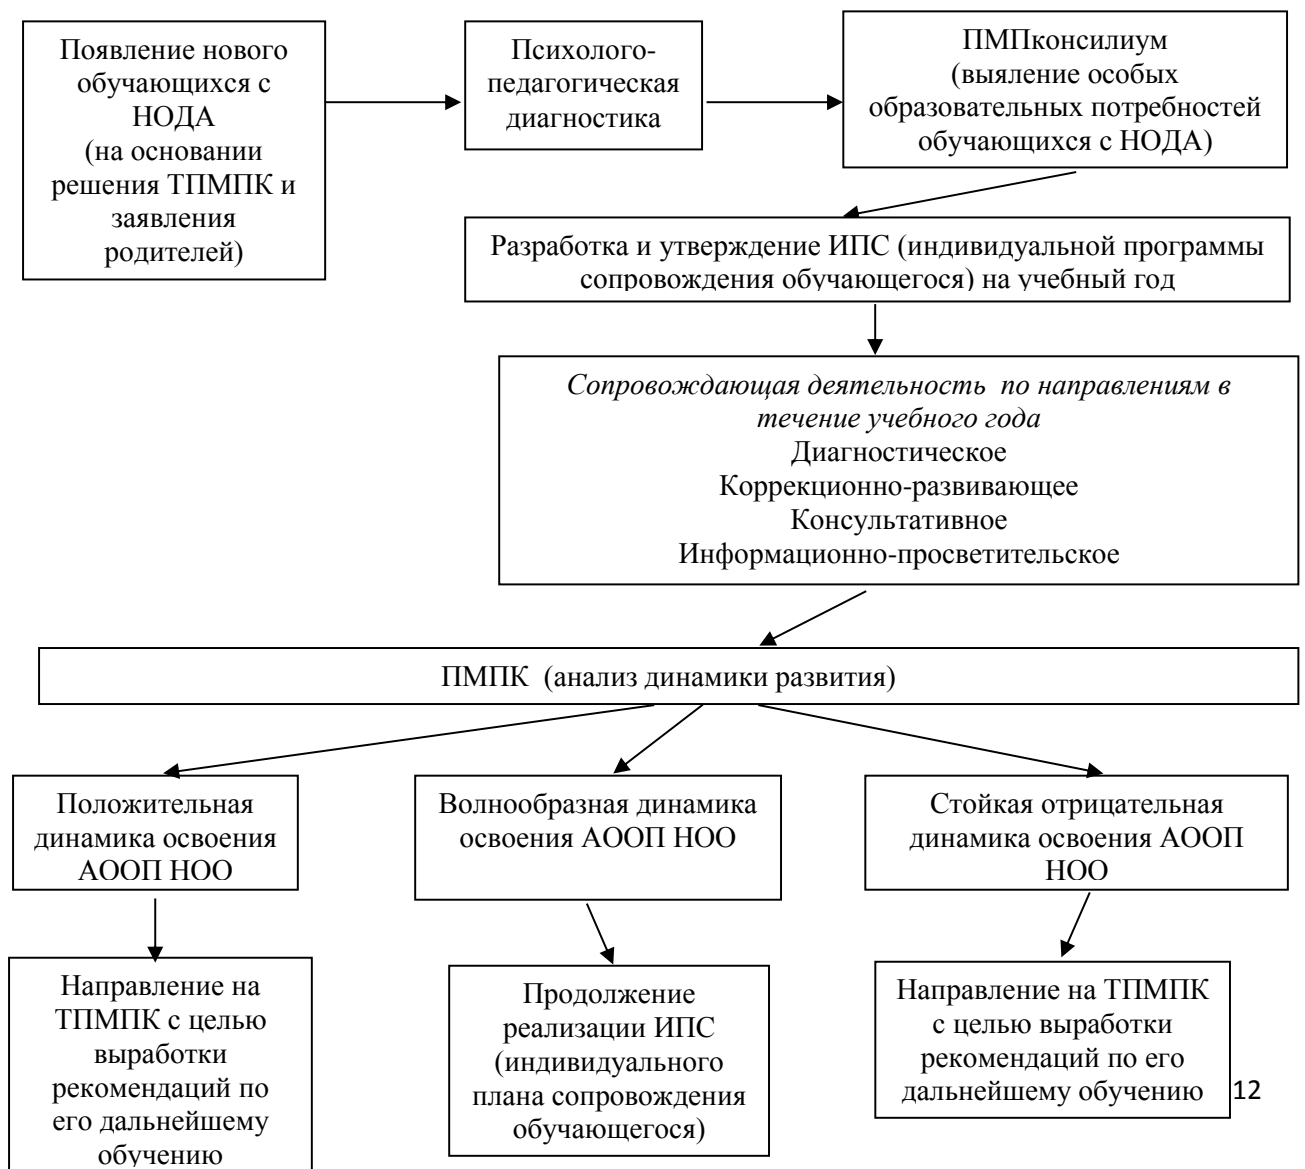 Появление нового
обучающихся с
НОДА
(на основании
решения ТПМПК и
заявления
родителей)
Психолого-
педагогическая
диагностика
ПМПконсилиум
(выяление особых
образовательных потребностей
обучающихся с НОДА)
Разработка и утверждение ИПС (индивидуальной программы
сопровождения обучающегося) на учебный год
Сопровождающая деятельность по направлениям в
течение учебного года
Диагностическое
Коррекционно-развивающее
Консультативное
Информационно-просветительское
ПМПК (анализ динамики развития)
Положительная
динамика освоения
АООП НОО
Волнообразная динамика
освоения АООП НОО
Стойкая отрицательная
динамика освоения АООП
НОО
Направление на
ТПМПК с целью
выработки
рекомендаций по
его дальнейшему
обучению
Продолжение
реализации ИПС
(индивидуального
плана сопровождения
обучающегося)
Направление на ТПМПК
с целью выработки
рекомендаций по его
дальнейшему обучению
12